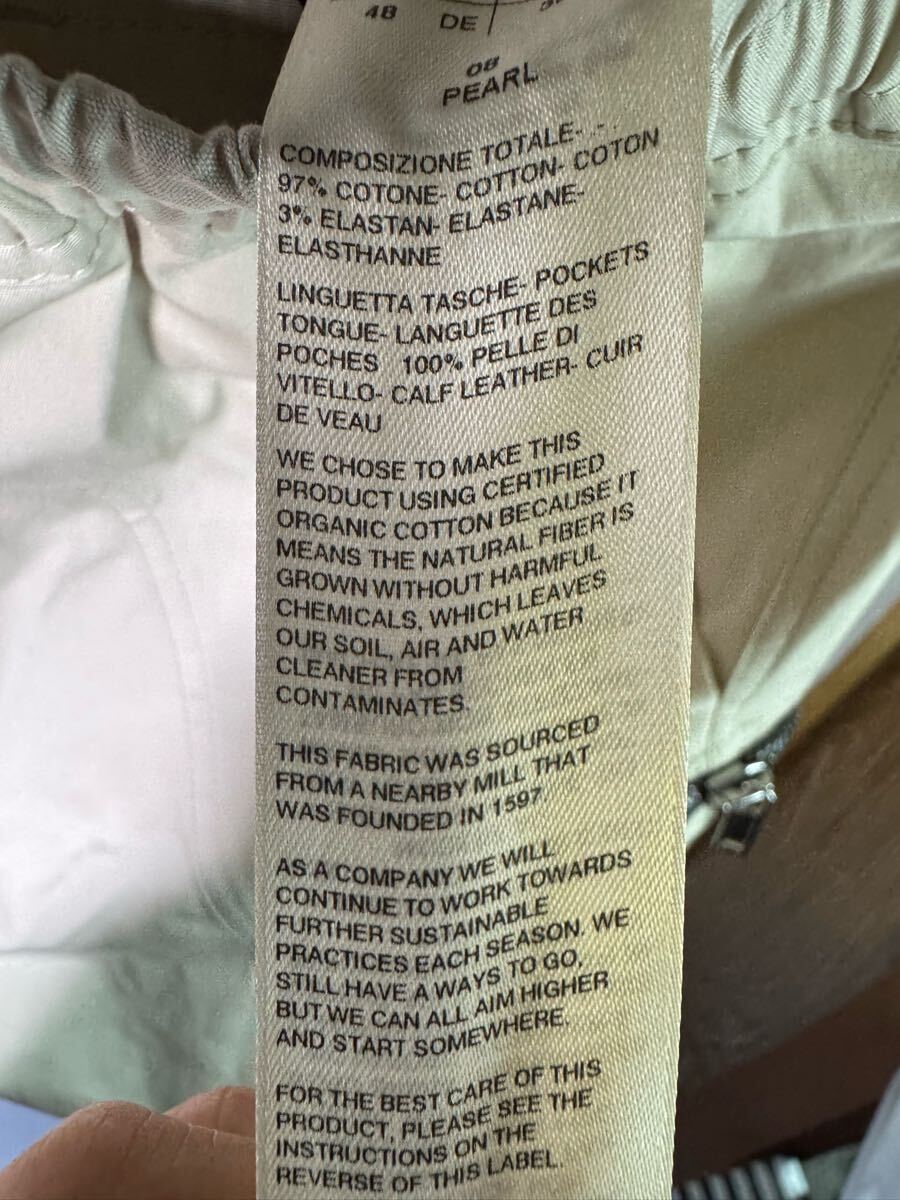 48 DE
08
PEARL
COMPOSIZIONE TOTALE-
97% COTONE- COTTON- COTON
3% ELASTAN- ELASTANE-
ELASTHANNE
LINGUETTA TASCHE- POCKETS
TONGUE- LANGUETTE DES
POCHES 100% PELLE DI
VITELLO- CALF LEATHER- CUIR
DE VEAU
WE CHOSE TO MAKE THIS
PRODUCT USING CERTIFIED
ORGANIC COTTON BECAUSE IT
MEANS THE NATURAL FIBER IS
GROWN WITHOUT HARMFUL
CHEMICALS, WHICH LEAVES
OUR SOIL, AIR AND WATER
CLEANER FROM
CONTAMINATES.
THIS FABRIC WAS SOURCED
FROM A NEARBY MILL THAT
WAS FOUNDED IN 1597
AS A COMPANY WE WILL
CONTINUE TO WORK TOWARDS
FURTHER SUSTAINABLE
PRACTICES EACH SEASON. WE
STILL HAVE A WAYS TO GO,
BUT WE CAN ALL AIM HIGHER
AND START SOMEWHERE.
FOR THE BEST CARE OF THIS
PRODUCT, PLEASE SEE THE
INSTRUCTIONS ON THE
REVERSE OF THIS LABEL.